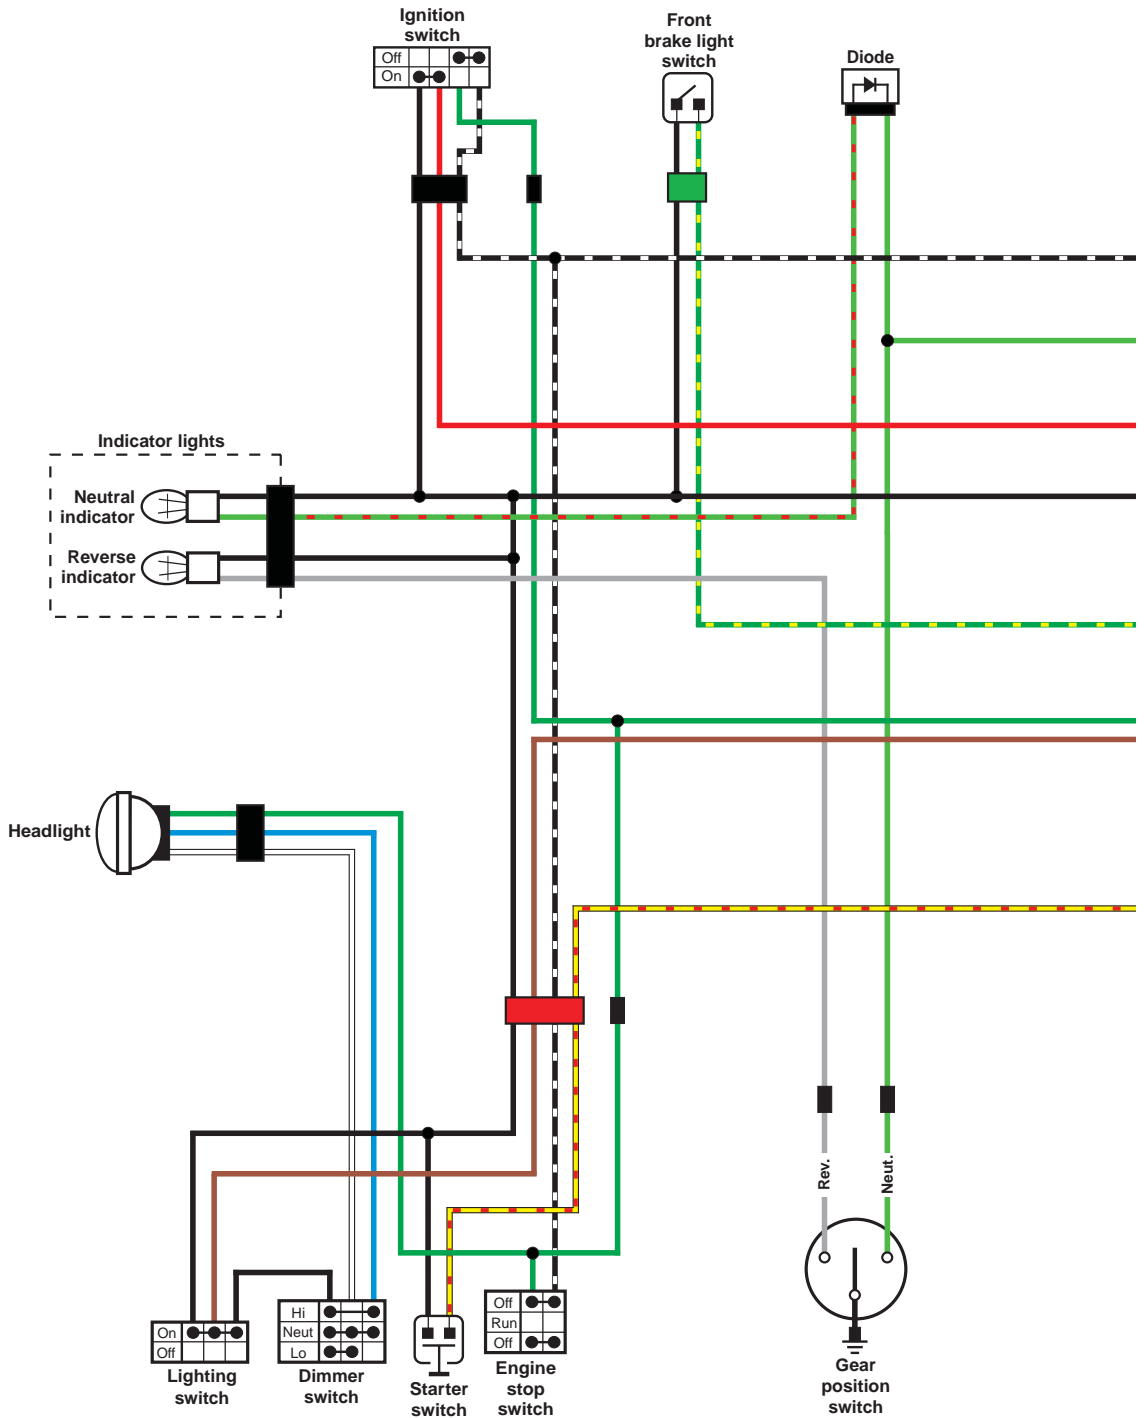 Ignition
switch
Off
On
Front
brake light
switch
Diode
Indicator lights
Neutral
indicator
Reverse
indicator
Headlight
Rev.
Neut.
On
Off
Lighting
switch
Hi
Neut
Lo
Dimmer
switch
Starter
switch
Off
Run
Off
Engine
stop
switch
Gear
position
switch